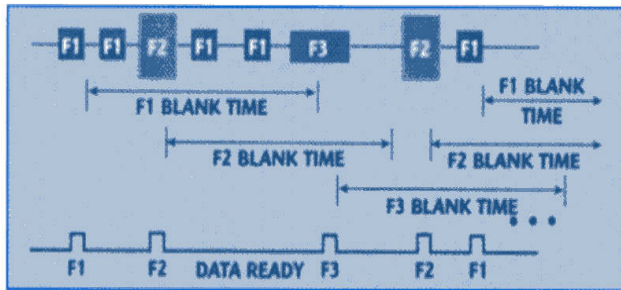 F1 F1 F2 F1 F1 F3 F2 F1
F1 BLANK TIME
F1 BLANK
TIME
F2 BLANK TIME
F2 BLANK TIME
F3 BLANK TIME
F1 F2 DATA READY F3 F2 F1